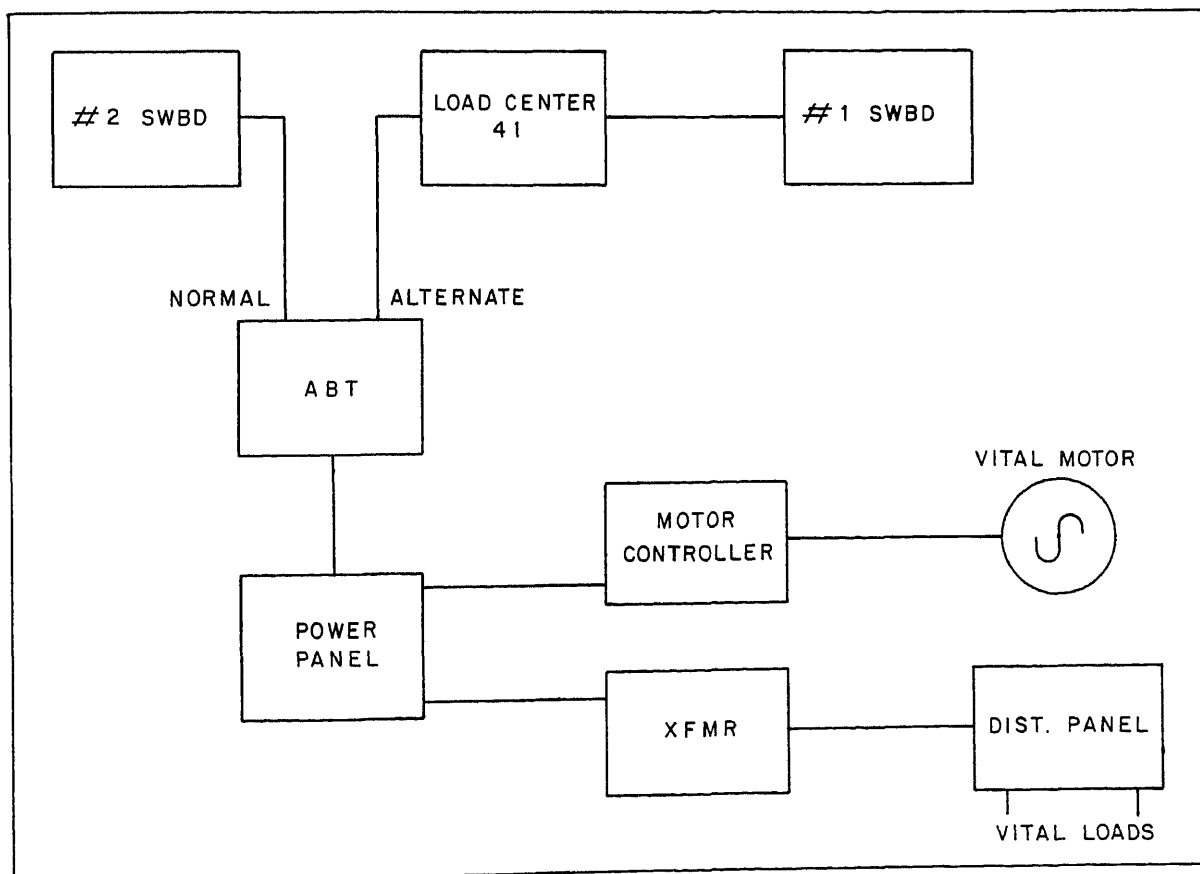 #2 SWBD
LOAD CENTER
41
#1 SWBD
NORMAL
ALTERNATE
ABT
VITAL MOTOR
MOTOR
CONTROLLER
POWER
PANEL
XFMR
DIST. PANEL
VITAL LOADS